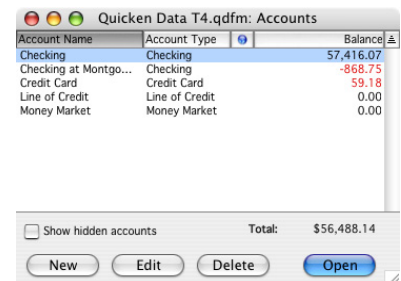 Quicken Data T4.qdfm: Accounts
Account Name Account Type Balance
Checking Checking 57,416.07
Checking at Montgo... Checking -868.75
Credit Card Credit Card 59.18
Line of Credit Line of Credit 0.00
Money Market Money Market 0.00
Show hidden accounts Total: $56,488.14
New Edit Delete Open